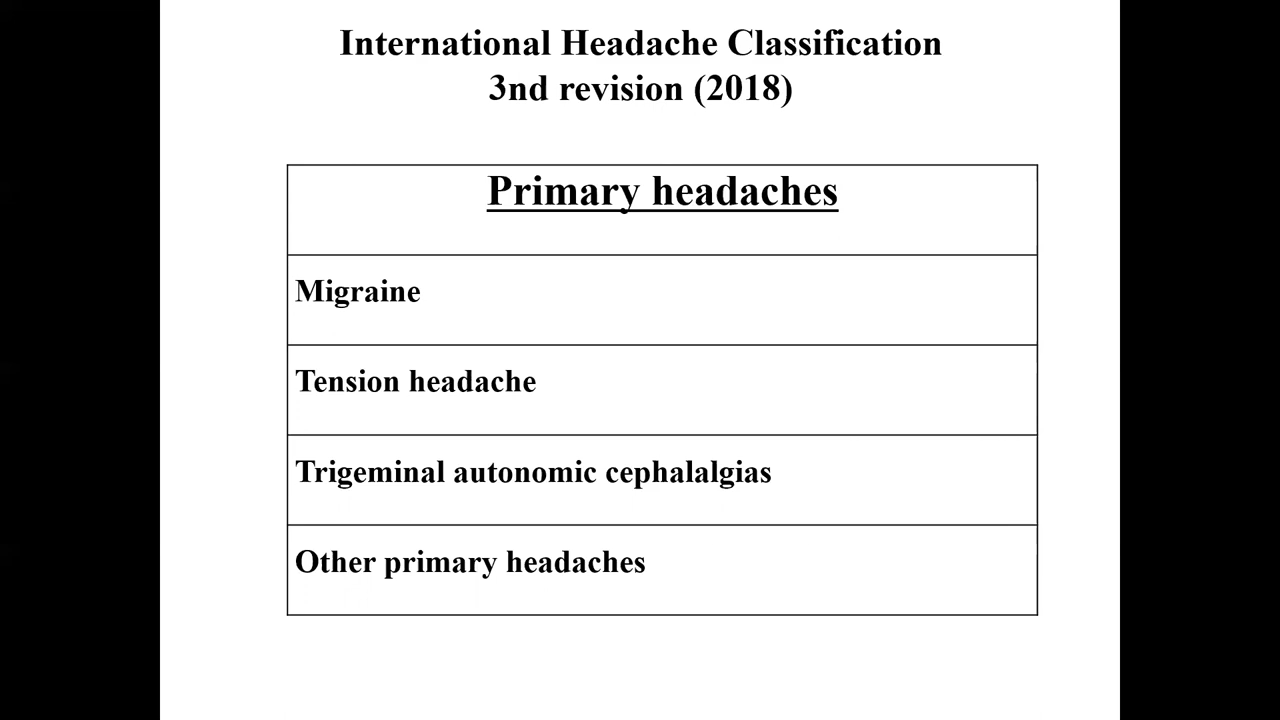 International Headache Classification
3nd revision (2018)
Primary headaches
Migraine
Tension headache
Trigeminal autonomic cephalalgias
Other primary headaches